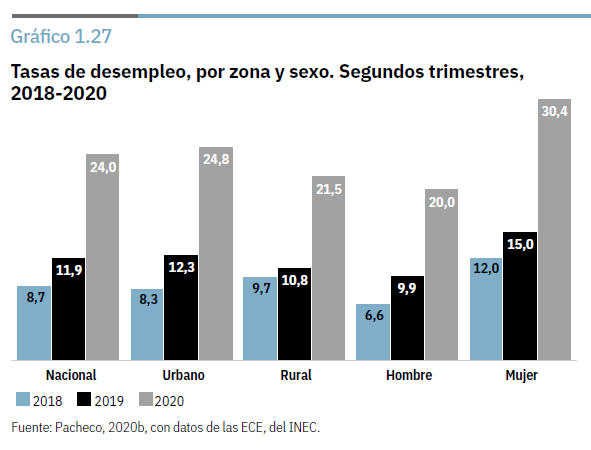 Gráfico 1.27
Tasas de desempleo, por zona y sexo. Segundos trimestres,
2018-2020
8,7
11,9
24,0
8,3
12,3
24,8
9,7
10,8
21,5
6,6
9,9
20,0
12,0
15,0
30,4
Nacional
Urbano
Rural
Hombre
Mujer
2018
2019
2020
Fuente: Pacheco, 2020b, con datos de las ECE, del INEC.